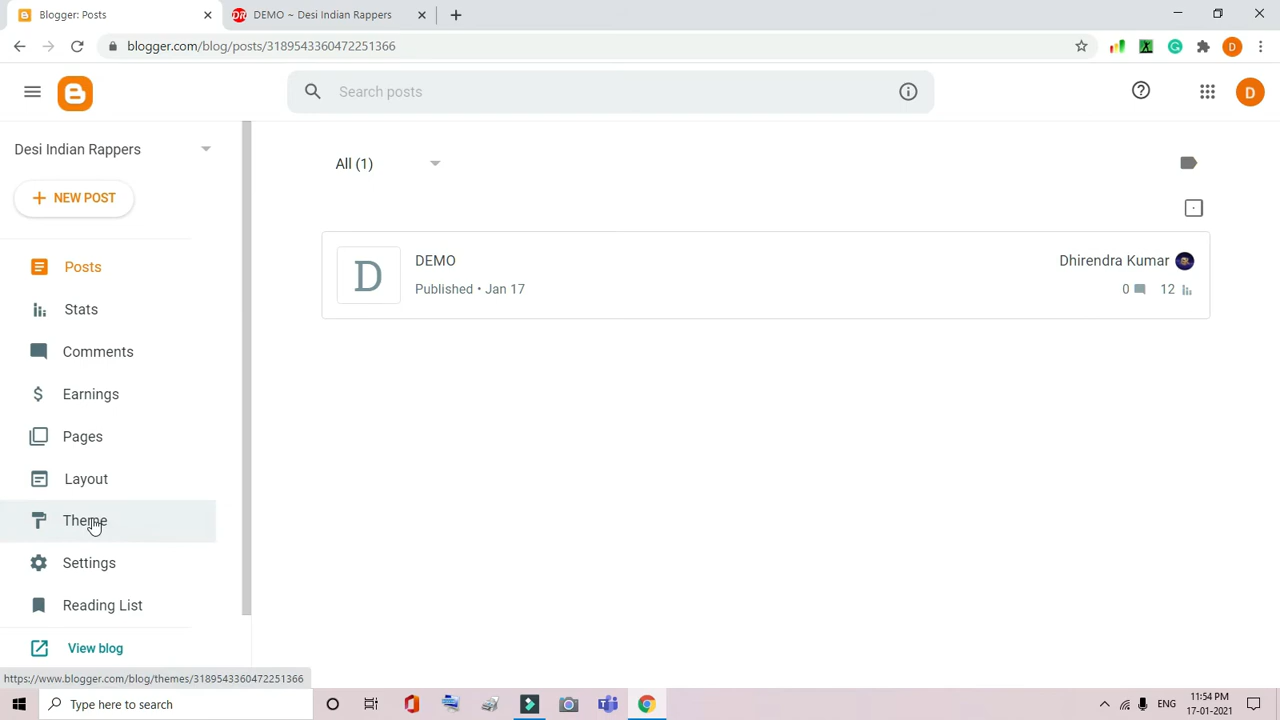 Blogger: Posts
DEMO ~ Desi Indian Rappers
blogger.com/blog/posts/3189543360472251366
D
Search posts
D
Desi Indian Rappers
All (1)
NEW POST
Posts
D
DEMO
Published • Jan 17
Dhirendra Kumar
0
12
Stats
Comments
Earnings
Pages
Layout
Theme
Settings
Reading List
View blog
https://www.blogger.com/blog/themes/3189543360472251366
Type here to search
ENG
11:54 PM
17-01-2021